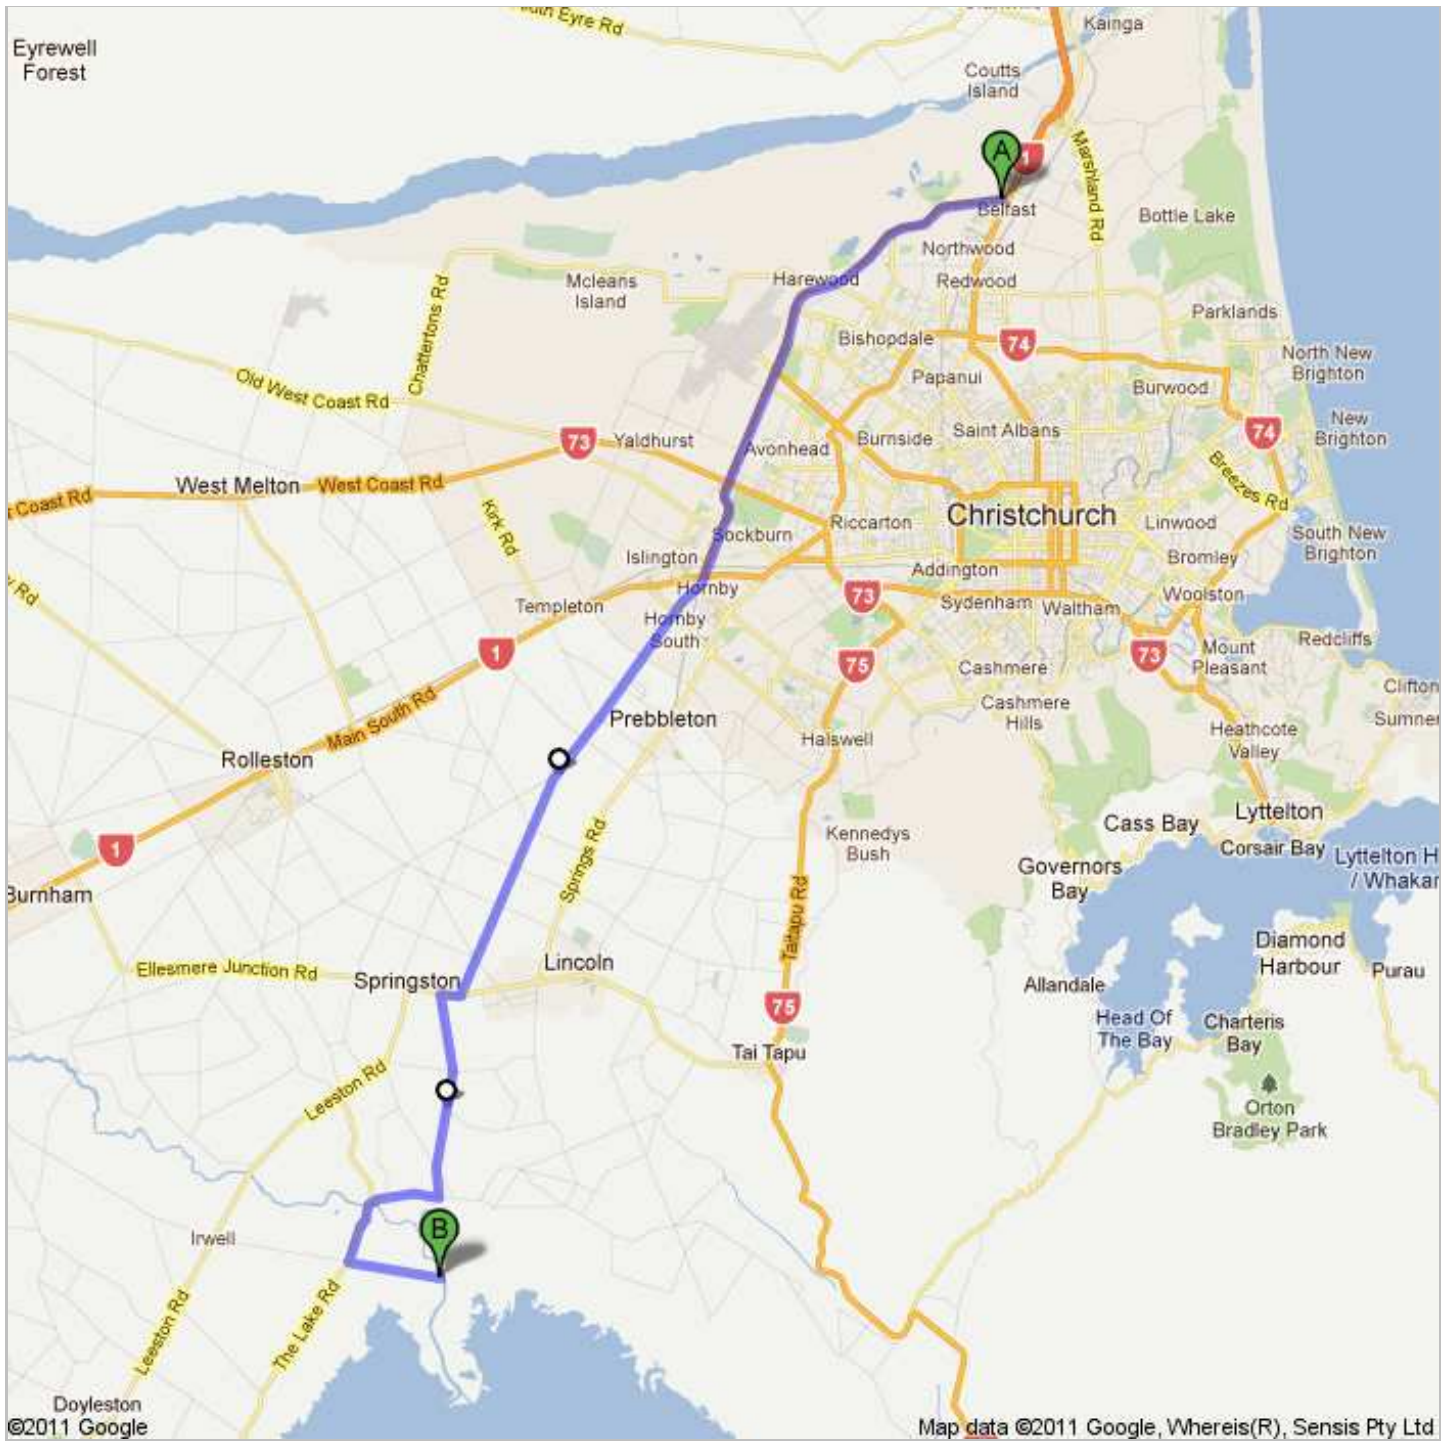 South Eyre Rd
Kainga
Eyrewell
Forest
Coutts
Island
A
1
Marshland Rd
Belfast
Bottle Lake
Northwood
Harewood
Redwood
Mcleans
Island
Chattertons Rd
Parklands
Bishopdale
74
North New
Brighton
Old West Coast Rd
Papanui
Burwood
New
Brighton
73
Yaldhurst
Avonhead
Burnside
Saint Albans
74
Breezes Rd
West Melton
West Coast Rd
Coast Rd
Kirk Rd
Christchurch
Riccarton
Linwood
Sockburn
South New
Brighton
Islington
Bromley
Addington
Hornby
73
Woolston
Templeton
Sydenham
Waltham
Hornby
South
Rd
1
75
73
Mount
Pleasant
Redcliffs
Cashmere
Clifton
Cashmere
Hills
Sumner
Main South Rd
Prebbleton
Halswell
Heathcote
Valley
Rolleston
Lyttelton
Cass Bay
Kennedys
Bush
1
Corsair Bay
Lyttelton H
/ Whakar
Springs Rd
Governors
Bay
Burnham
Taitapu Rd
Diamond
Harbour
Ellesmere Junction Rd
Lincoln
Springston
Purau
Allandale
75
Head Of
The Bay
Charteris
Bay
Tai Tapu
Leeston Rd
Orton
Bradley Park
B
Irwell
The Lake Rd
Leeston Rd
Doyleston
©2011 Google
Map data ©2011 Google, Whereis(R), Sensis Pty Ltd